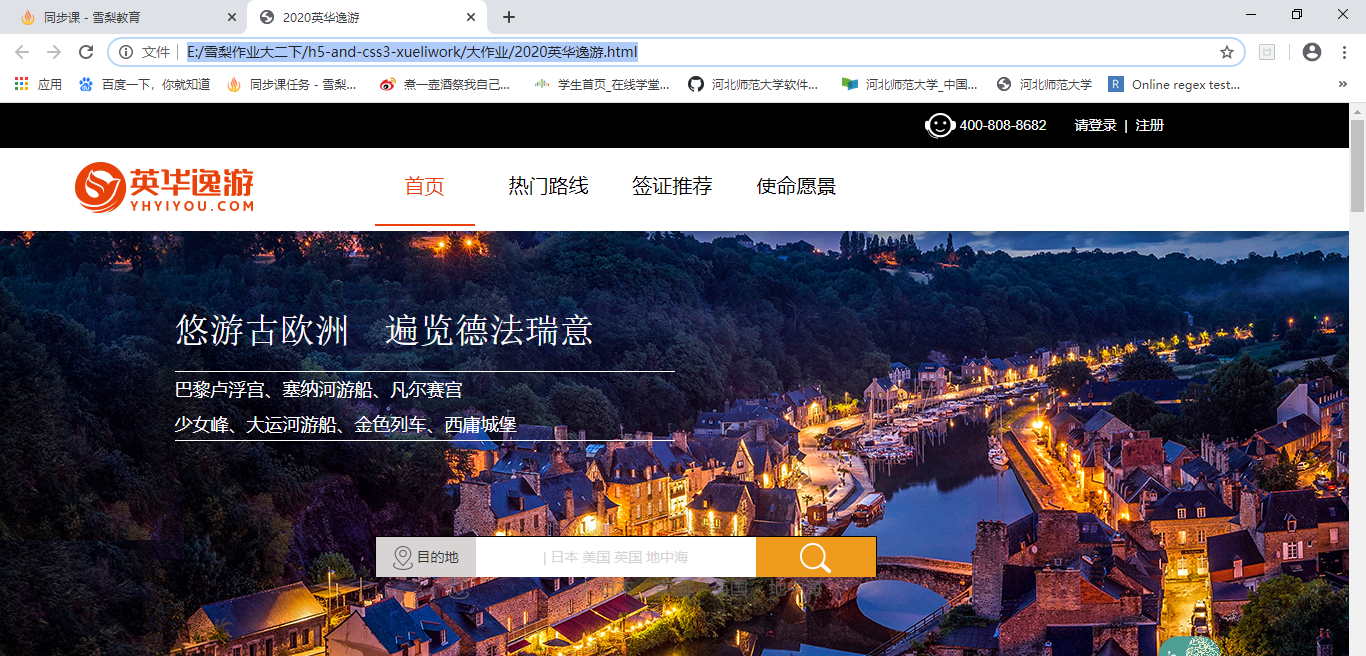 同步课 - 雪梨教育
2020英华逸游
文件 | E:/雪梨作业大二下/h5-and-css3-xueliwork/大作业/2020英华逸游.html
应用 百度一下，你就知道 同步课任务 - 雪梨... 煮一壶酒祭我自己... 学生首页_在线学堂... 河北师范大学软件... 河北师范大学_中国... 河北师范大学 R Online regex test... »
400-808-8682 请登录 | 注册
英华逸游
YHYIYOU.COM
首页 热门路线 签证推荐 使命愿景
悠游古欧洲 遍览德法瑞意
巴黎卢浮宫、塞纳河游船、凡尔赛宫
少女峰、大运河游船、金色列车、西庸城堡
目的地 | 日本 美国 英国 地中海